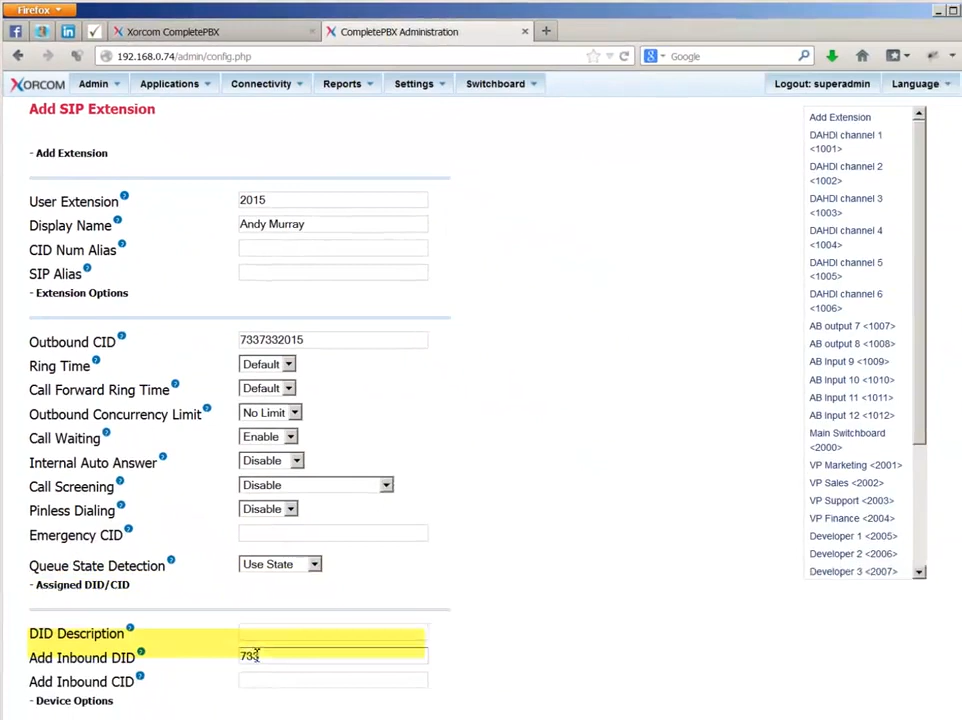 Firefox
Xorcom CompletePBX
CompletePBX Administration
192.168.0.74/admin/config.php
Google
XORCOM
Admin
Applications
Connectivity
Reports
Settings
Switchboard
Logout: superadmin
Language
Add SIP Extension
- Add Extension
User Extension
2015
Display Name
Andy Murray
CID Num Alias
SIP Alias
- Extension Options
Outbound CID
7337332015
Ring Time
Default
Call Forward Ring Time
Default
Outbound Concurrency Limit
No Limit
Call Waiting
Enable
Internal Auto Answer
Disable
Call Screening
Disable
Pinless Dialing
Disable
Emergency CID
Queue State Detection
Use State
- Assigned DID/CID
DID Description
Add Inbound DID
733
Add Inbound CID
- Device Options
Add Extension
DAHDI channel 1
<1001>
DAHDI channel 2
<1002>
DAHDI channel 3
<1003>
DAHDI channel 4
<1004>
DAHDI channel 5
<1005>
DAHDI channel 6
<1006>
AB output 7 <1007>
AB output 8 <1008>
AB Input 9 <1009>
AB Input 10 <1010>
AB Input 11 <1011>
AB Input 12 <1012>
Main Switchboard
<2000>
VP Marketing <2001>
VP Sales <2002>
VP Support <2003>
VP Finance <2004>
Developer 1 <2005>
Developer 2 <2006>
Developer 3 <2007>